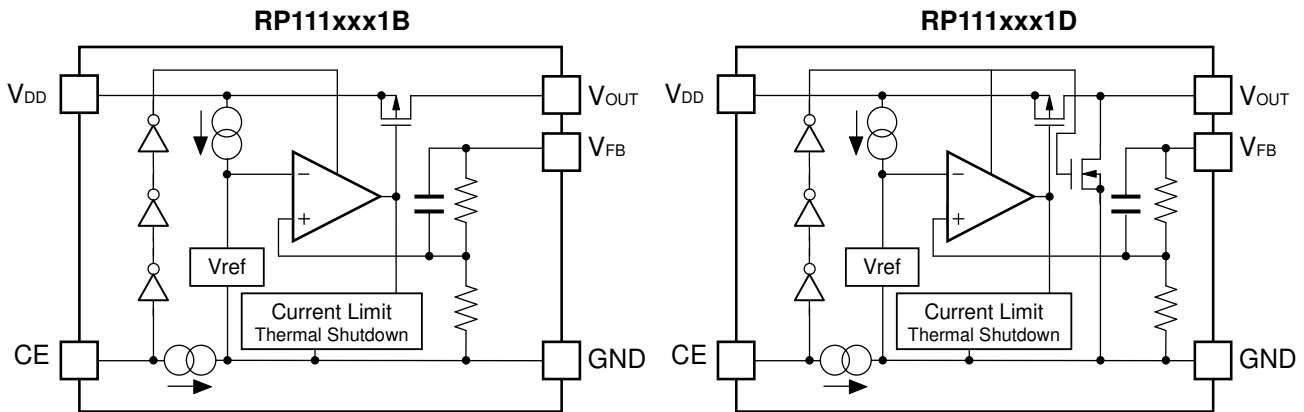 RP111xxx1B
VDD
VOUT
VFB
−
+
Vref
Current Limit
Thermal Shutdown
CE
GND
RP111xxx1D
VDD
VOUT
VFB
−
+
Vref
Current Limit
Thermal Shutdown
CE
GND